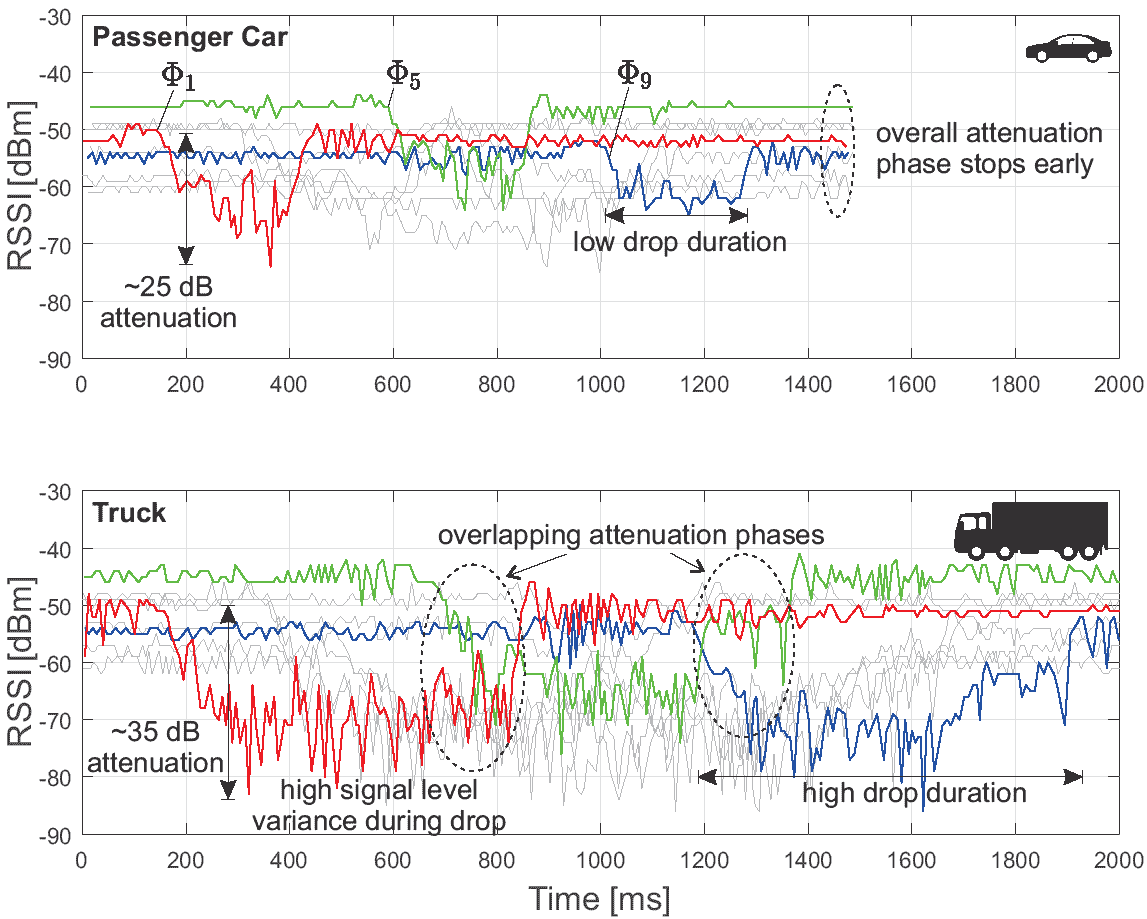 -30
-40
-50
-60
-70
-80
-90
RSSI [dBm]
Passenger Car
Φ1
Φ5
Φ9
overall attenuation
phase stops early
low drop duration
~25 dB
attenuation
0 200 400 600 800 1000 1200 1400 1600 1800 2000
-30
-40
-50
-60
-70
-80
-90
RSSI [dBm]
Truck
overlapping attenuation phases
~35 dB
attenuation
high signal level
variance during drop
high drop duration
0 200 400 600 800 1000 1200 1400 1600 1800 2000
Time [ms]